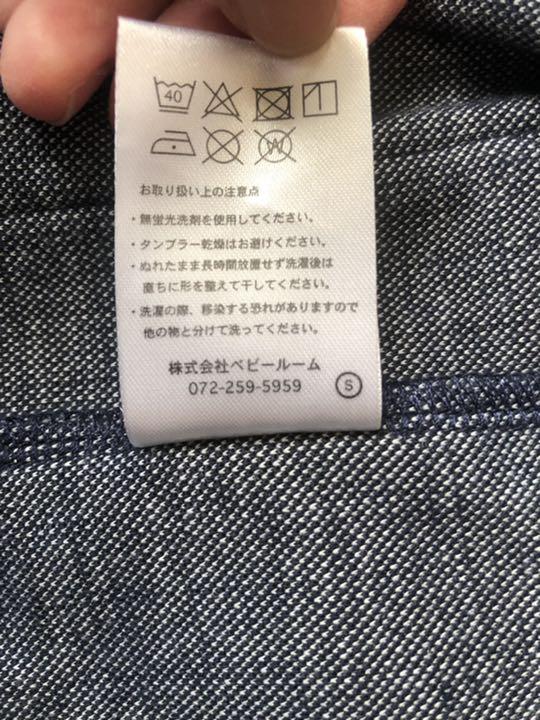 40
W
お取り扱い上の注意点
・無蛍光洗剤を使用してください。
・タンブラー乾燥はお避けください。
・ぬれたまま長時間放置せず洗濯後は
直ちに形を整えて干してください。
・洗濯の際、移染する恐れがありますので
他の物と分けて洗ってください。
株式会社ベビールーム
072-259-5959
S